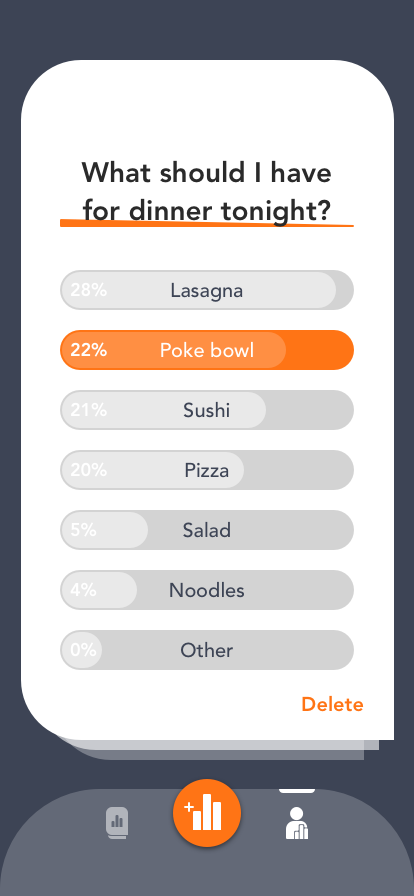 What should I have
for dinner tonight?
28% Lasagna
22% Poke bowl
21% Sushi
20% Pizza
5% Salad
4% Noodles
0% Other
Delete